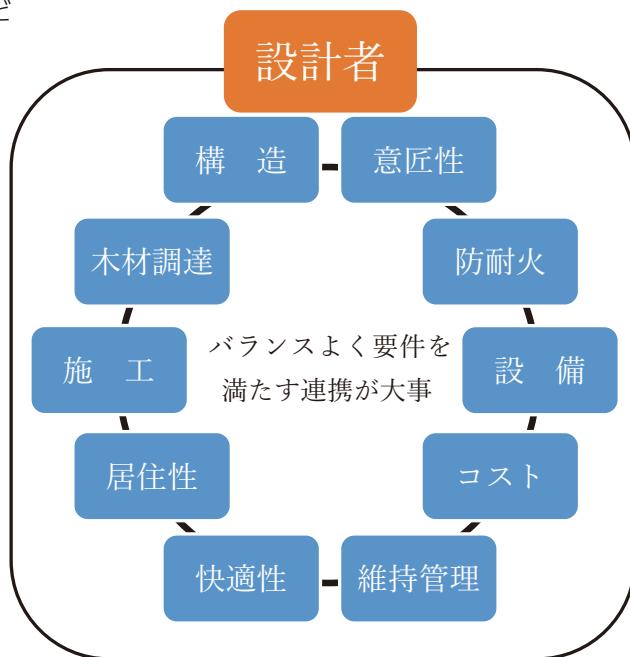 ど
設計者
構　造
意匠性
木材調達
防耐火
施　工
バランスよく要件を
満たす連携が大事
設　備
居住性
コスト
快適性
維持管理